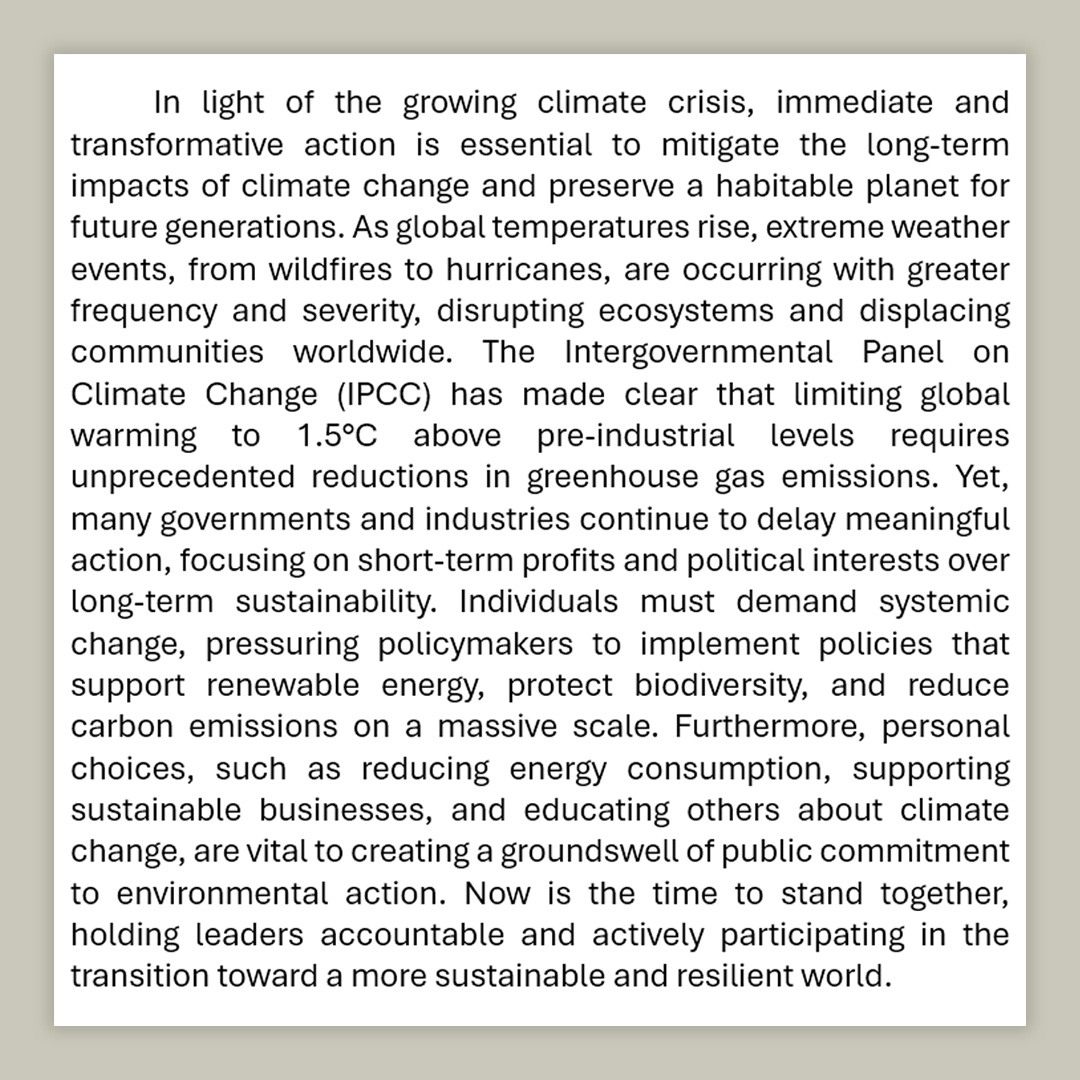 In light of the growing climate crisis, immediate and
transformative action is essential to mitigate the long-term
impacts of climate change and preserve a habitable planet for
future generations. As global temperatures rise, extreme weather
events, from wildfires to hurricanes, are occurring with greater
frequency and severity, disrupting ecosystems and displacing
communities worldwide. The Intergovernmental Panel on
Climate Change (IPCC) has made clear that limiting global
warming to 1.5°C above pre-industrial levels requires
unprecedented reductions in greenhouse gas emissions. Yet,
many governments and industries continue to delay meaningful
action, focusing on short-term profits and political interests over
long-term sustainability. Individuals must demand systemic
change, pressuring policymakers to implement policies that
support renewable energy, protect biodiversity, and reduce
carbon emissions on a massive scale. Furthermore, personal
choices, such as reducing energy consumption, supporting
sustainable businesses, and educating others about climate
change, are vital to creating a groundswell of public commitment
to environmental action. Now is the time to stand together,
holding leaders accountable and actively participating in the
transition toward a more sustainable and resilient world.